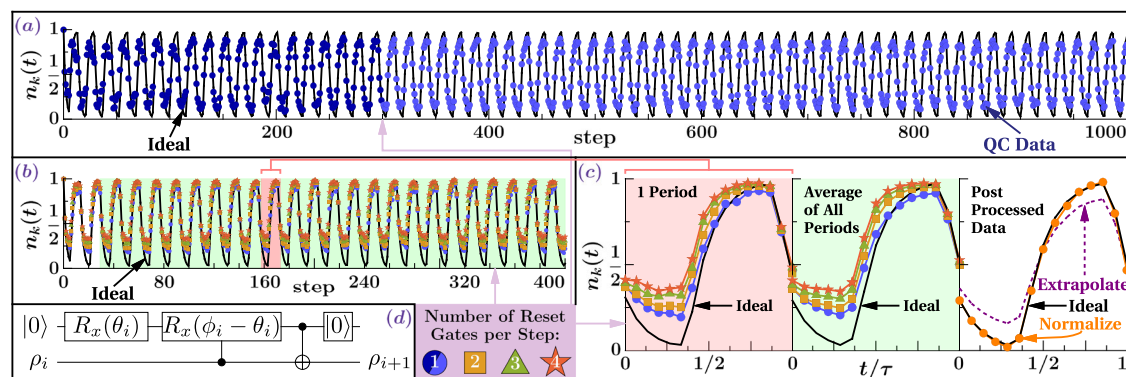 (a)
n_k(t)
1
1/2
0
0 200 400 600 800 1000
step
Ideal
QC Data
(b)
n_k(t)
1
1/2
0
0 80 160 240 320 400
step
Ideal
(c)
n_k(t)
1
1/2
0
1 Period
Average
of All
Periods
Post
Processed
Data
Ideal
Ideal
Extrapolate
Ideal
Normalize
0 1/2 0 1/2 0 1/2 1
t/τ
(d)
|0⟩ R_x(θ_i) R_x(ϕ_i − θ_i) |0⟩
ρ_i ρ_{i+1}
Number of Reset
Gates per Step:
1 2 3 4